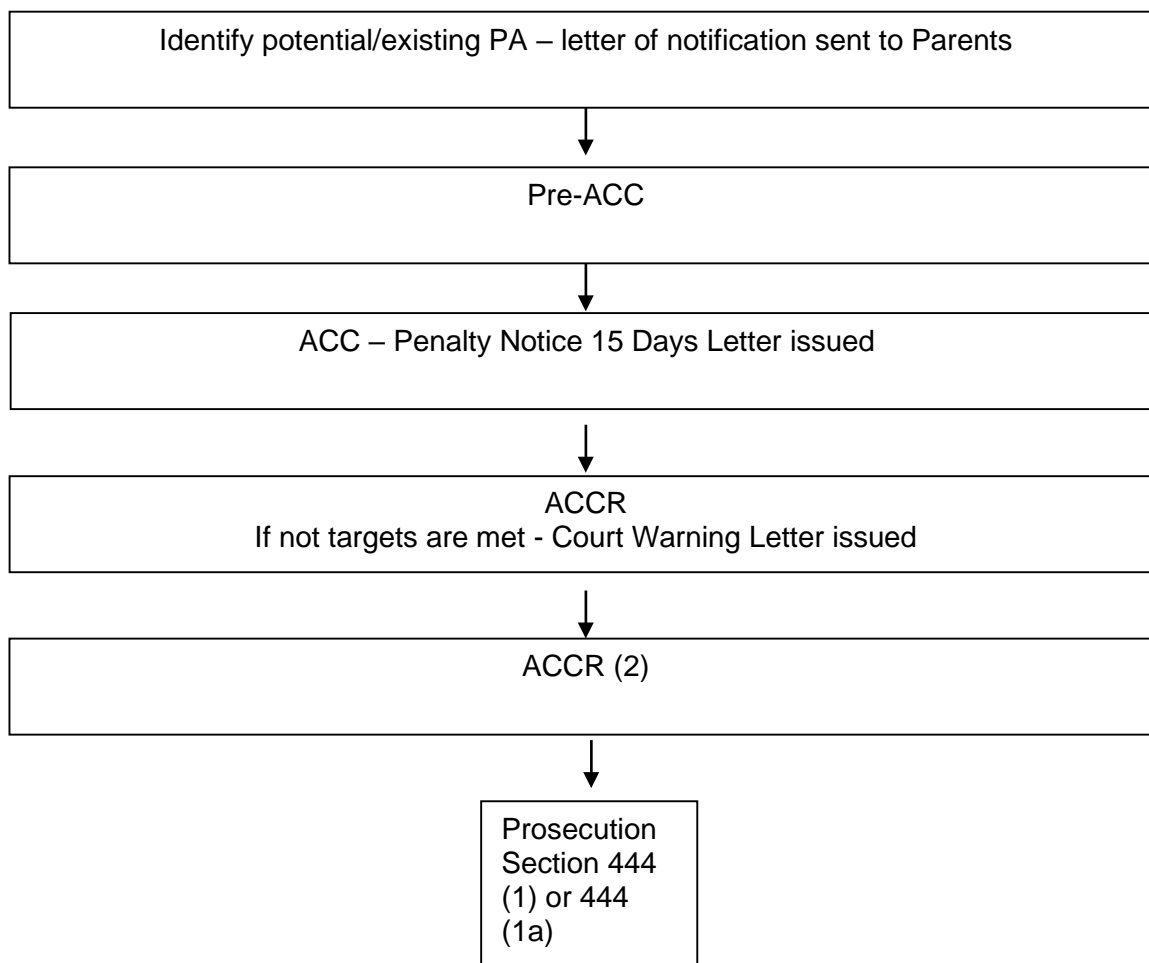 Identify potential/existing PA – letter of notification sent to Parents
Pre-ACC
ACC – Penalty Notice 15 Days Letter issued
ACCR
If not targets are met - Court Warning Letter issued
ACCR (2)
Prosecution
Section 444
(1) or 444
(1a)